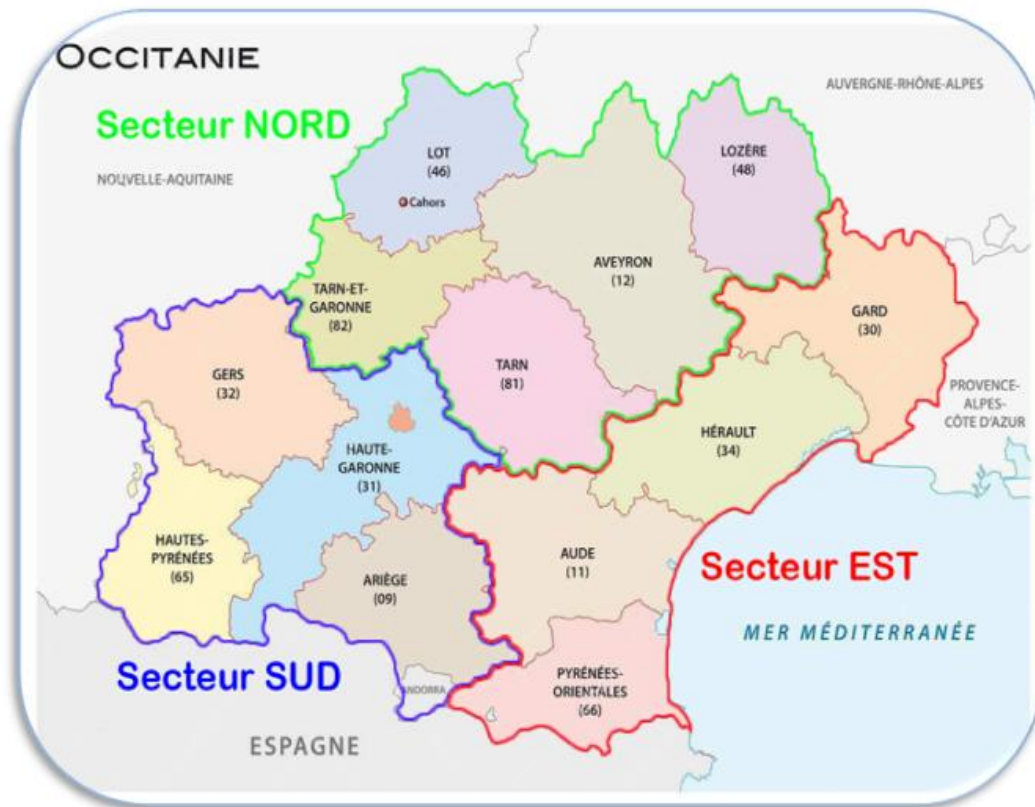 OCCITANIE
AUVERGNE-RHÔNE-ALPES
Secteur NORD
LOT
(46)
LOZÈRE
(48)
NOUVELLE-AQUITAINE
Cahors
AVEYRON
(12)
TARN-ET-
GARONNE
(82)
GARD
(30)
GERS
(32)
TARN
(81)
PROVENCE-
ALPES-
CÔTE D'AZUR
HÉRAULT
(34)
HAUTE-
GARONNE
(31)
HAUTES-
PYRÉNÉES
(65)
AUDE
(11)
Secteur EST
ARIÈGE
(09)
MER MÉDITERRANÉE
Secteur SUD
ANDORRA
PYRÉNÉES-
ORIENTALES
(66)
ESPAGNE